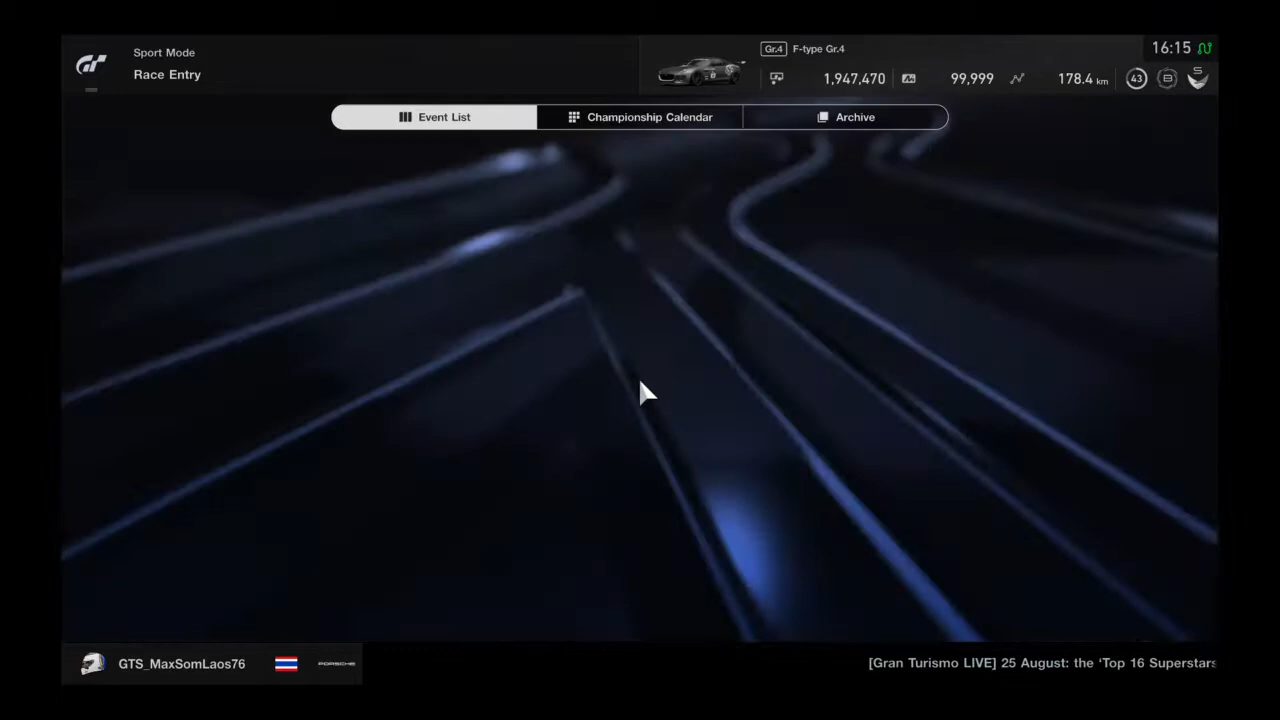 Sport Mode
Race Entry
Gr.4 F-type Gr.4
16:15
1,947,470
99,999
178.4 km
43
B
S
Event List
Championship Calendar
Archive
GTS_MaxSomLaos76
PORSCHE
[Gran Turismo LIVE] 25 August: the 'Top 16 Superstars